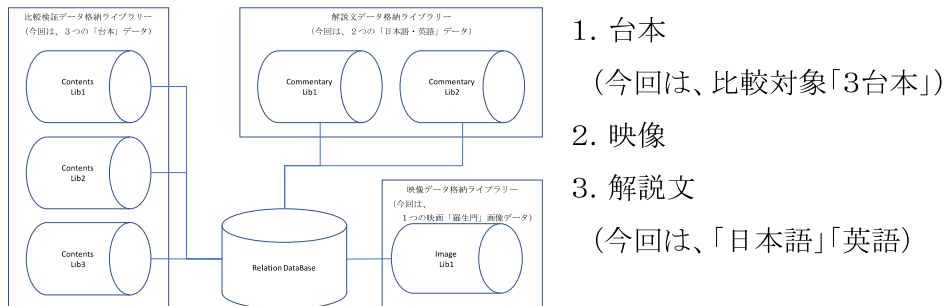 比較検証データ格納ライブラリー
（今回は、３つの「台本」データ）
Contents
Lib1
Contents
Lib2
Contents
Lib3
解説文データ格納ライブラリー
（今回は、２つの「日本語・英語」データ）
Commentary
Lib1
Commentary
Lib2
映像データ格納ライブラリー
（今回は、
１つの映画「羅生門」画像データ）
Image
Lib1
Relation DataBase
1. 台本
（今回は、比較対象「3台本」）
2. 映像
3. 解説文
（今回は、「日本語」「英語）